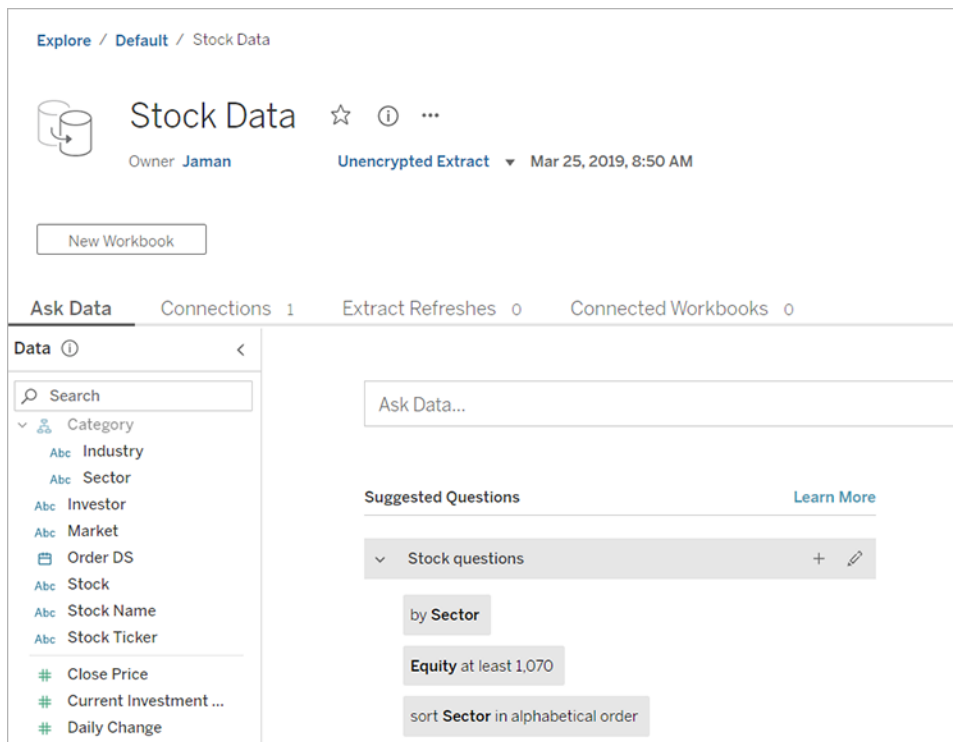 Explore / Default / Stock Data
Stock Data
Owner Jaman
Unencrypted Extract
Mar 25, 2019, 8:50 AM
New Workbook
Ask Data
Connections 1
Extract Refreshes 0
Connected Workbooks 0
Data
Search
Category
Abc Industry
Abc Sector
Abc Investor
Abc Market
Order DS
Abc Stock
Abc Stock Name
Abc Stock Ticker
# Close Price
# Current Investment ...
# Daily Change
Ask Data...
Suggested Questions
Learn More
Stock questions
by Sector
Equity at least 1,070
sort Sector in alphabetical order